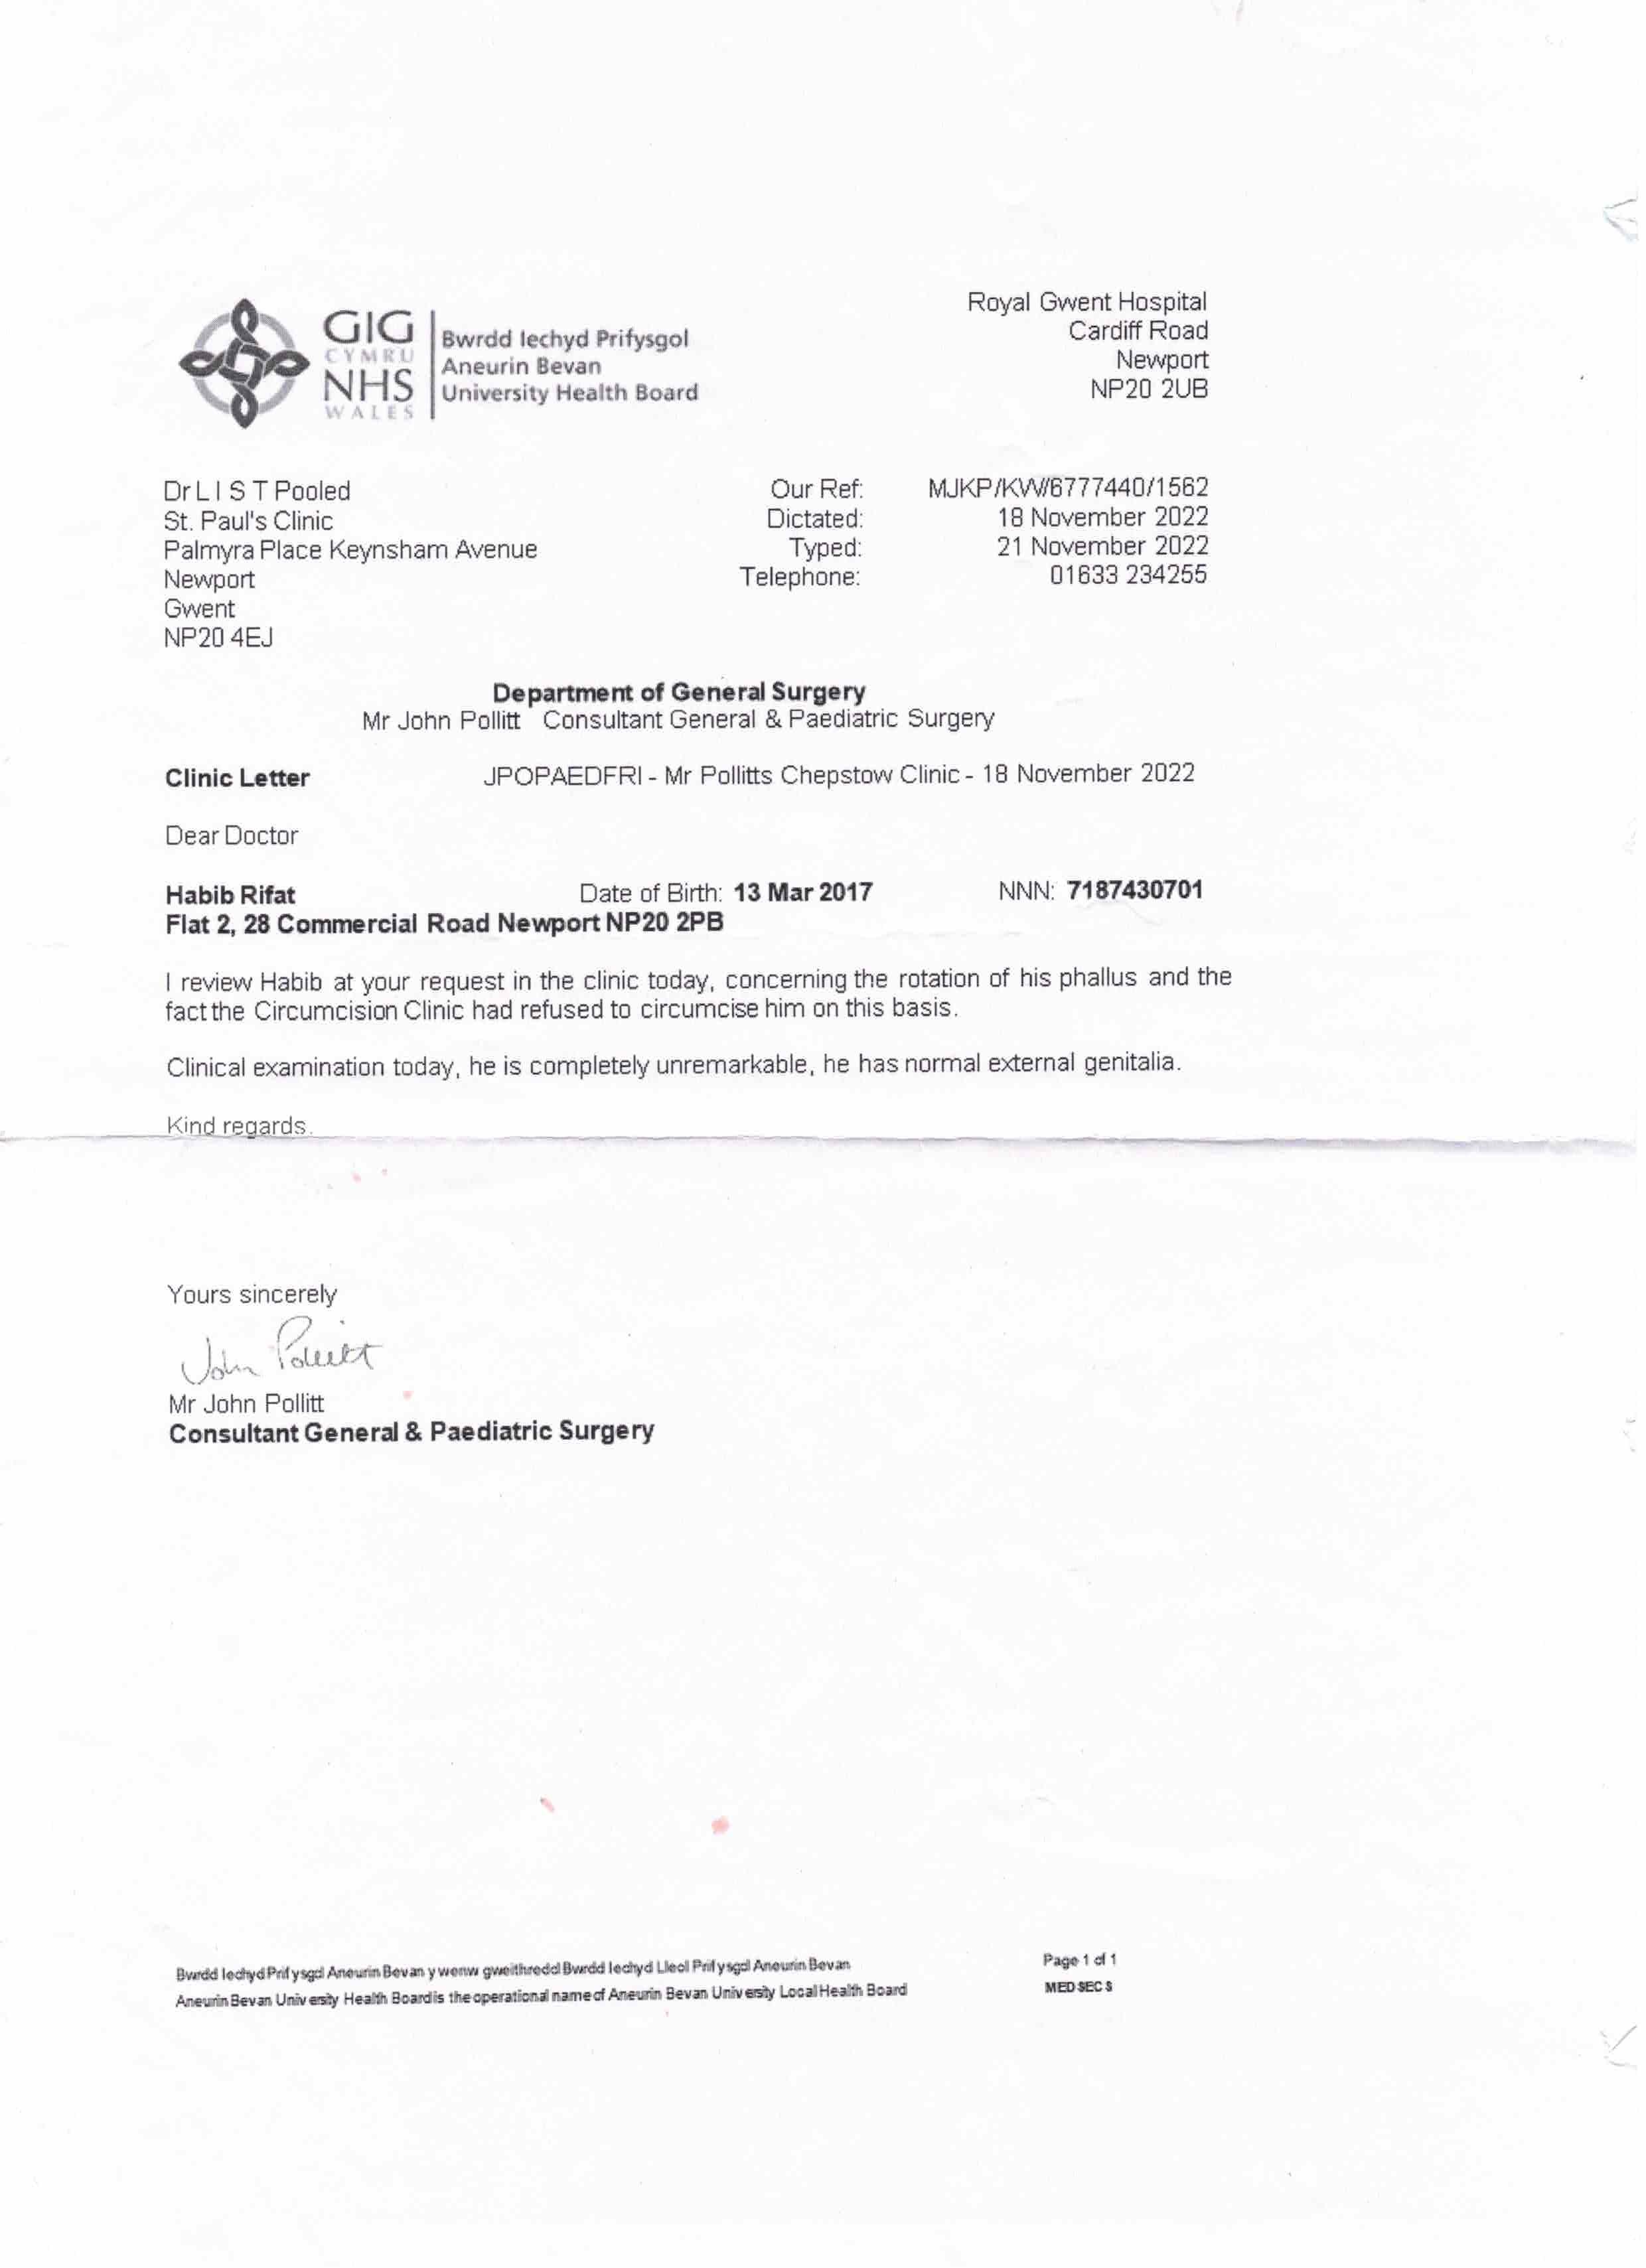 GIG
CYMRU
NHS
WALES
Bwrdd Iechyd Prifysgol
Aneurin Bevan
University Health Board
Royal Gwent Hospital
Cardiff Road
Newport
NP20 2UB
Dr L I S T Pooled
St. Paul's Clinic
Palmyra Place Keynsham Avenue
Newport
Gwent
NP20 4EJ
Our Ref: MJKP/KW/6777440/1562
Dictated: 18 November 2022
Typed: 21 November 2022
Telephone: 01633 234255
Department of General Surgery
Mr John Pollitt Consultant General & Paediatric Surgery
Clinic Letter JPOPAEDFRI - Mr Pollitts Chepstow Clinic - 18 November 2022
Dear Doctor
Habib Rifat Date of Birth: 13 Mar 2017 NNN: 7187430701
Flat 2, 28 Commercial Road Newport NP20 2PB
I review Habib at your request in the clinic today, concerning the rotation of his phallus and the
fact the Circumcision Clinic had refused to circumcise him on this basis.
Clinical examination today, he is completely unremarkable, he has normal external genitalia.
Kind regards.
Yours sincerely
John Pollitt
Mr John Pollitt
Consultant General & Paediatric Surgery
Bwrdd Iechyd Prifysgol Aneurin Bevan yw enw gweithredol Bwrdd Iechyd Lleol Prifysgol Aneurin Bevan
Aneurin Bevan University Health Board is the operational name of Aneurin Bevan University Local Health Board
Page 1 of 1
MEDSECS